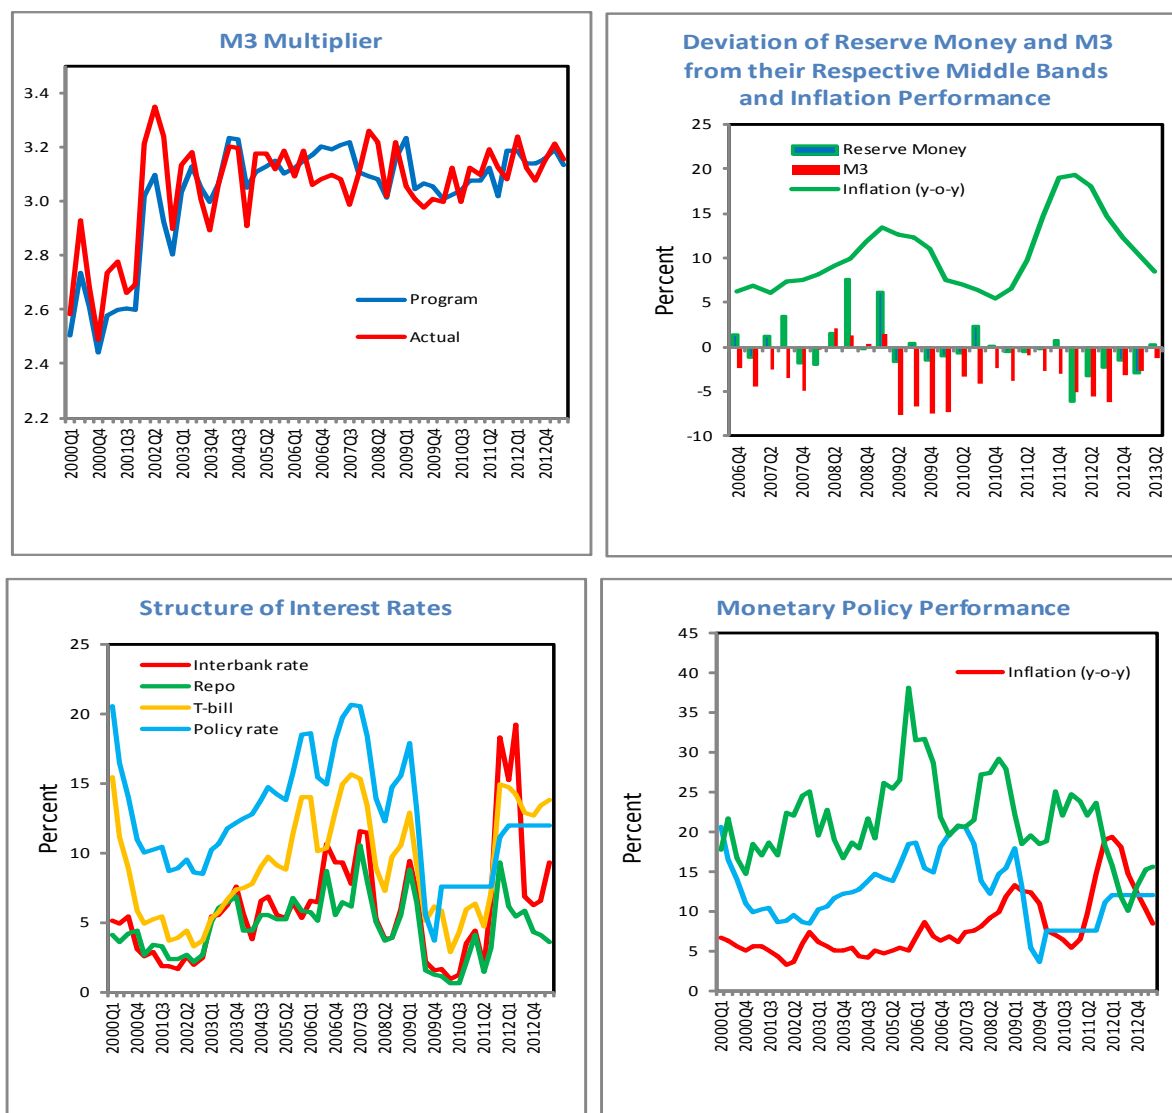 M3 Multiplier
3.4
3.2
3.0
2.8
2.6
2.4
2.2
Program
Actual
2000Q1
2000Q4
2001Q3
2002Q2
2003Q1
2003Q4
2004Q3
2005Q2
2006Q1
2006Q4
2007Q3
2008Q2
2009Q1
2009Q4
2010Q3
2011Q2
2012Q1
2012Q4
Deviation of Reserve Money and M3
from their Respective Middle Bands
and Inflation Performance
25
20
15
10
5
0
-5
-10
Percent
Reserve Money
M3
Inflation (y-o-y)
2006Q4
2007Q2
2007Q4
2008Q2
2008Q4
2009Q2
2009Q4
2010Q2
2010Q4
2011Q2
2011Q4
2012Q2
2012Q4
2013Q2
Structure of Interest Rates
25
20
15
10
5
0
Percent
Interbank rate
Repo
T-bill
Policy rate
2000Q1
2000Q4
2001Q3
2002Q2
2003Q1
2003Q4
2004Q3
2005Q2
2006Q1
2006Q4
2007Q3
2008Q2
2009Q1
2009Q4
2010Q3
2011Q2
2012Q1
2012Q4
Monetary Policy Performance
45
40
35
30
25
20
15
10
5
0
Percent
Inflation (y-o-y)
2000Q1
2000Q4
2001Q3
2002Q2
2003Q1
2003Q4
2004Q3
2005Q2
2006Q1
2006Q4
2007Q3
2008Q2
2009Q1
2009Q4
2010Q3
2011Q2
2012Q1
2012Q4